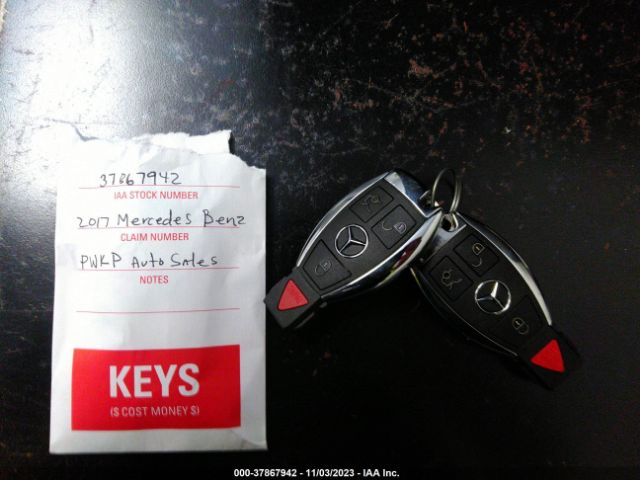 37867942
IAA STOCK NUMBER
2017 Mercedes Benz
CLAIM NUMBER
PWKP Auto Sales
NOTES
KEYS
($ COST MONEY $)
000-37867942 - 11/03/2023 - IAA Inc.